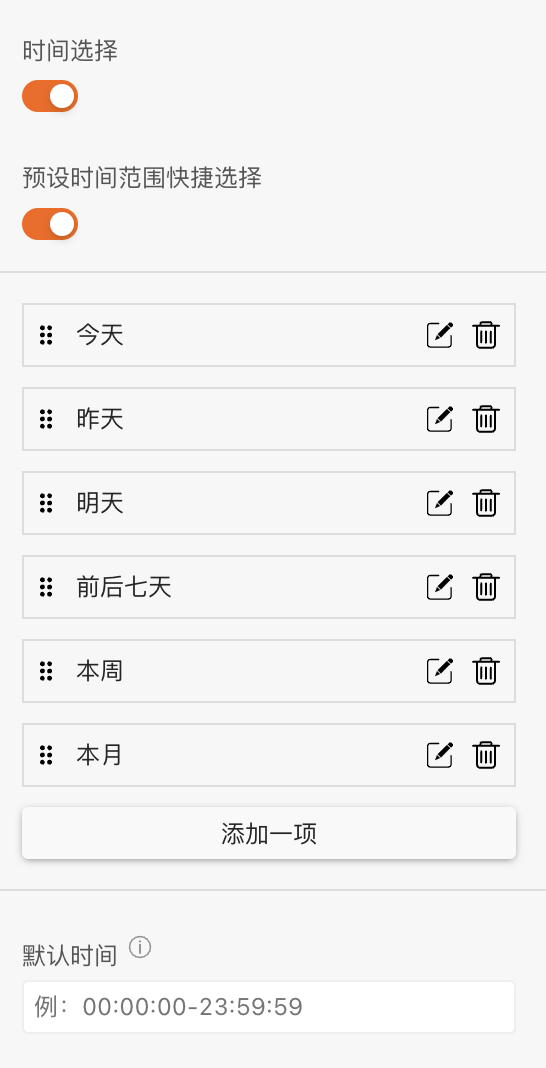 时间选择
预设时间范围快捷选择
今天
昨天
明天
前后七天
本周
本月
添加一项
默认时间
例：00:00:00-23:59:59